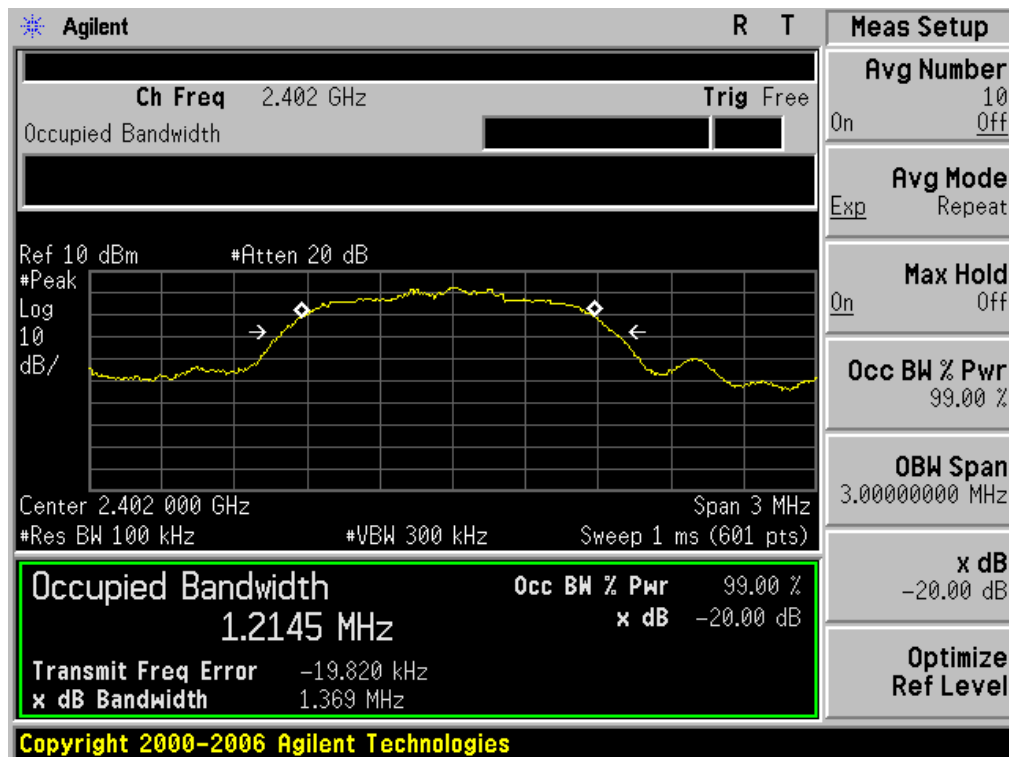 Agilent R T
Ch Freq 2.402 GHz Trig Free
Occupied Bandwidth
Ref 10 dBm #Atten 20 dB
#Peak
Log
10
dB/
Center 2.402 000 GHz Span 3 MHz
#Res BW 100 kHz #VBW 300 kHz Sweep 1 ms (601 pts)
Occupied Bandwidth Occ BW % Pwr 99.00 %
1.2145 MHz x dB -20.00 dB
Transmit Freq Error -19.820 kHz
x dB Bandwidth 1.369 MHz
Copyright 2000-2006 Agilent Technologies
Meas Setup
Avg Number
10
On Off
Avg Mode
Exp Repeat
Max Hold
On Off
Occ BW % Pwr
99.00 %
OBW Span
3.00000000 MHz
x dB
-20.00 dB
Optimize
Ref Level